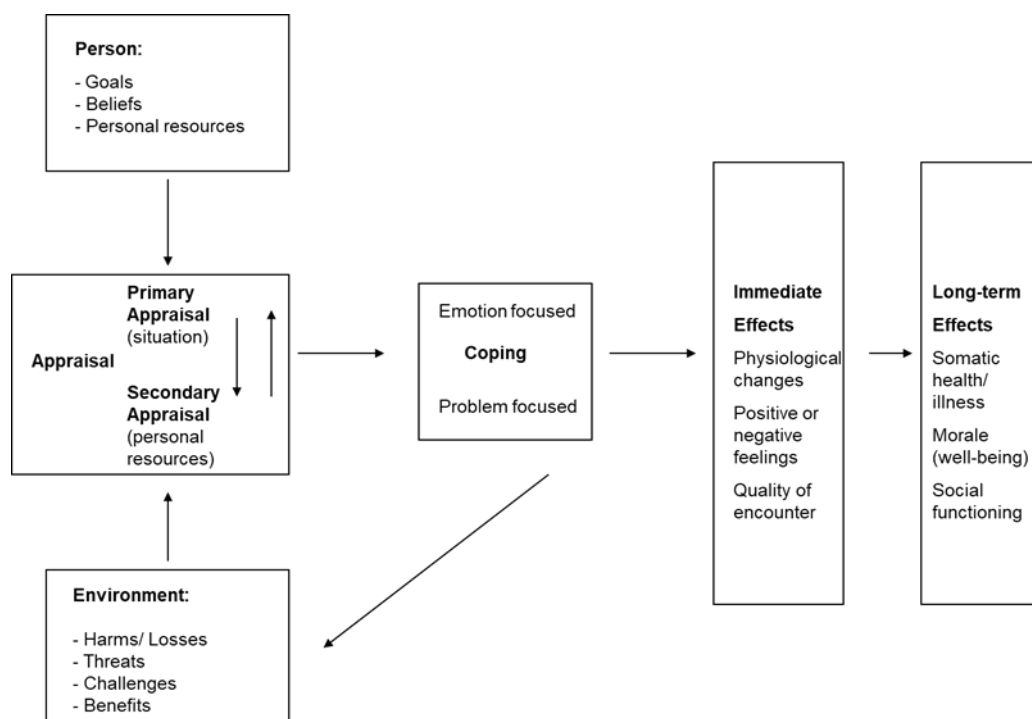 Person:
- Goals
- Beliefs
- Personal resources
Appraisal
Primary
Appraisal
(situation)
Secondary
Appraisal
(personal
resources)
Environment:
- Harms/ Losses
- Threats
- Challenges
- Benefits
Emotion focused
Coping
Problem focused
Immediate
Effects
Physiological
changes
Positive or
negative
feelings
Quality of
encounter
Long-term
Effects
Somatic
health/
illness
Morale
(well-being)
Social
functioning